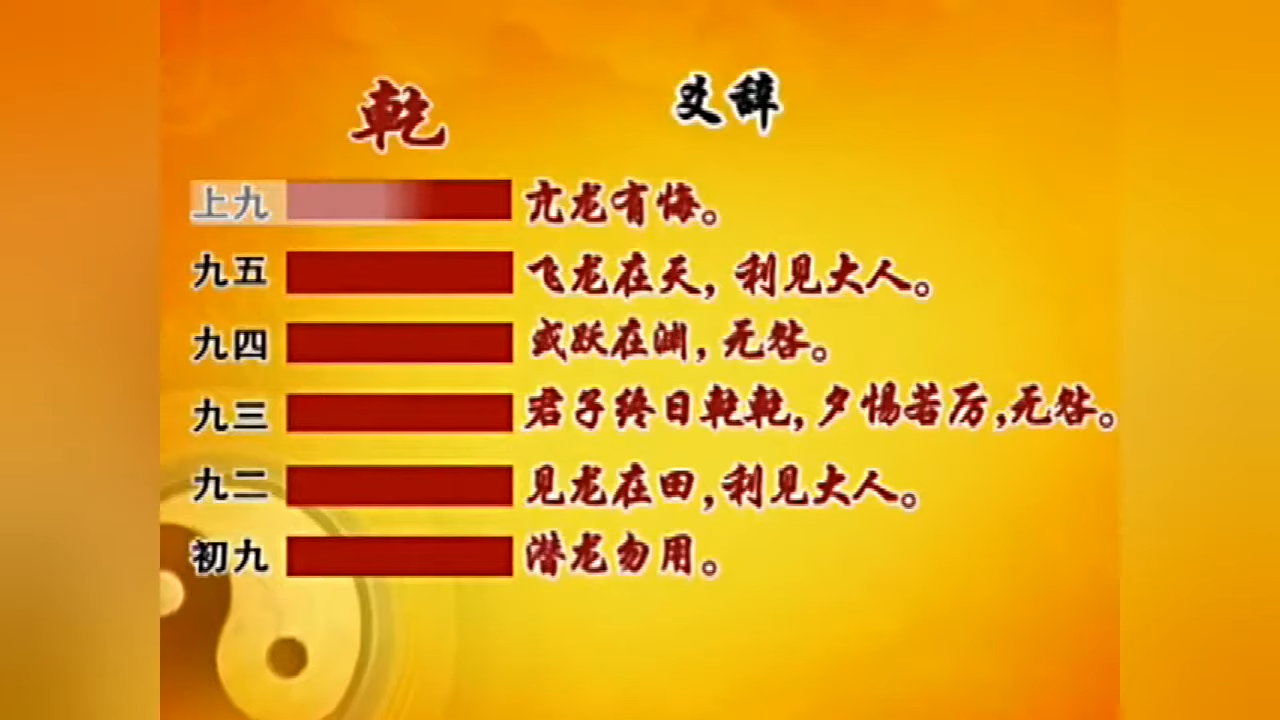 乾 爻辞
上九 亢龙有悔。
九五 飞龙在天，利见大人。
九四 或跃在渊，无咎。
九三 君子终日乾乾，夕惕若厉，无咎。
九二 见龙在田，利见大人。
初九 潜龙勿用。